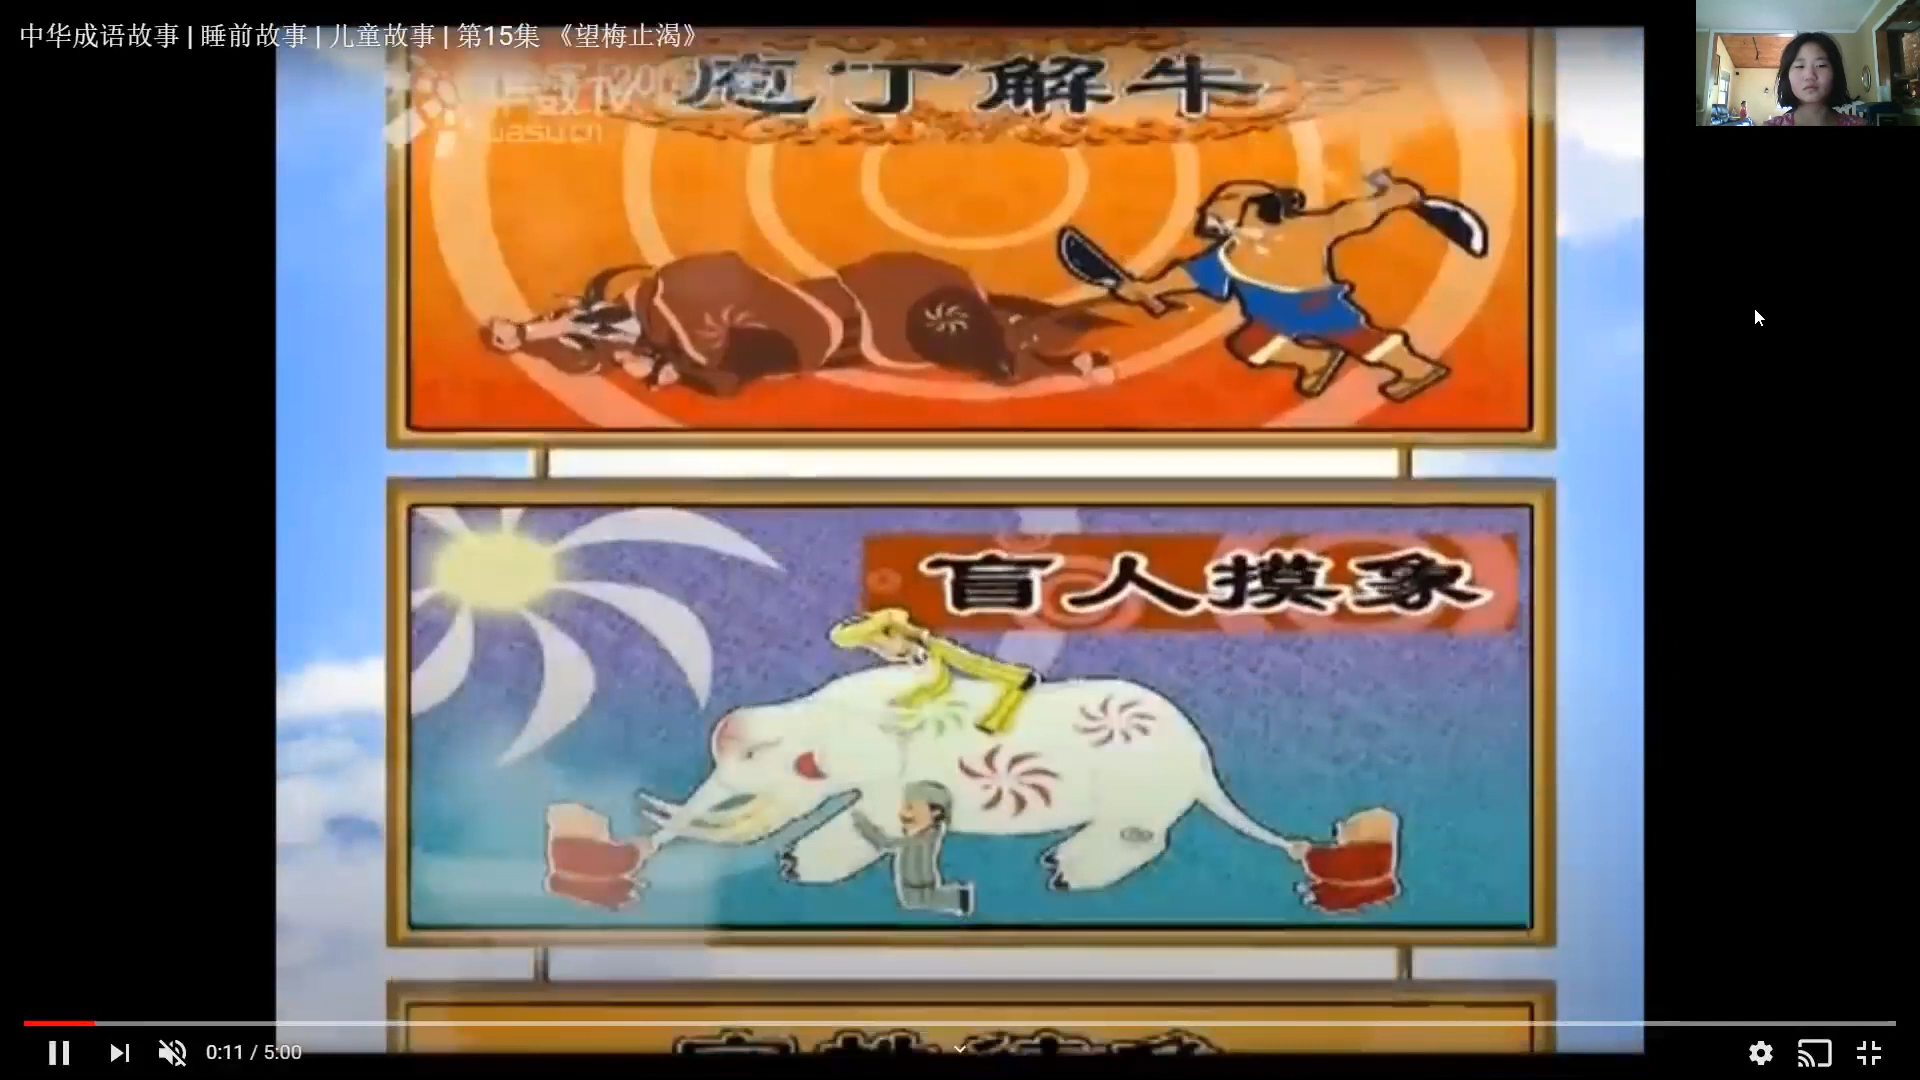 中华成语故事 | 睡前故事 | 儿童故事 | 第15集 《望梅止渴》
庖丁解牛
盲人摸象
0:11 / 5:00